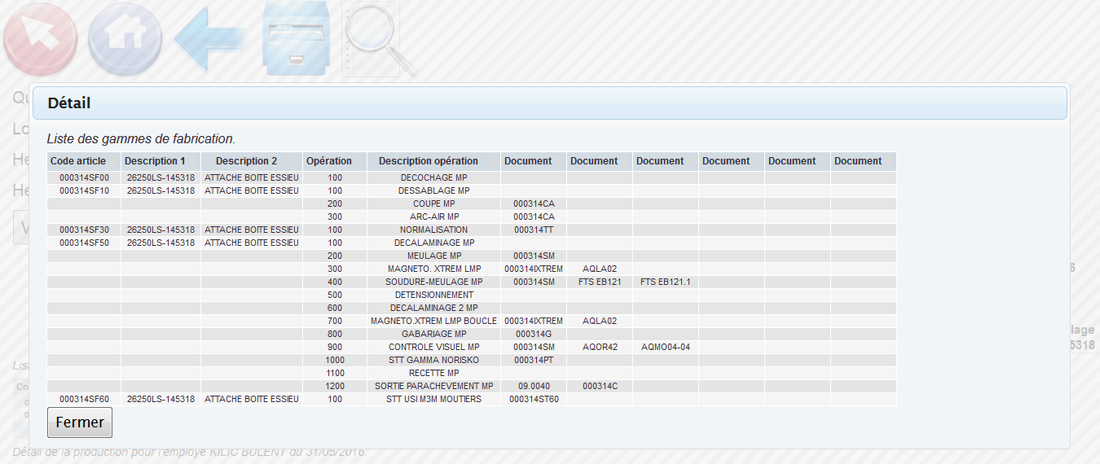 Détail
Liste des gammes de fabrication.
Code article Description 1 Description 2 Opération Description opération Document Document Document Document Document Document
000314SF00 26250LS-145318 ATTACHE BOITE ESSIEU 100 DECOCHAGE MP
000314SF10 26250LS-145318 ATTACHE BOITE ESSIEU 100 DESSABLAGE MP
200 COUPE MP 000314CA
300 ARC-AIR MP 000314CA
000314SF30 26250LS-145318 ATTACHE BOITE ESSIEU 100 NORMALISATION 000314TT
000314SF50 26250LS-145318 ATTACHE BOITE ESSIEU 100 DECALAMINAGE MP
200 MEULAGE MP 000314SM
300 MAGNETO. XTREM LMP 000314IXTREM AQLA02
400 SOUDURE-MEULAGE MP 000314SM FTS EB121 FTS EB121.1
500 DETENSIONNEMENT
600 DECALAMINAGE 2 MP
700 MAGNETO.XTREM LMP BOUCLE 000314IXTREM AQLA02
800 GABARIAGE MP 000314G
900 CONTROLE VISUEL MP 000314SM AQOR42 AQMO04-04
1000 STT GAMMA NORISKO 000314PT
1100 RECETTE MP
1200 SORTIE PARACHEVEMENT MP 09.0040 000314C
000314SF60 26250LS-145318 ATTACHE BOITE ESSIEU 100 STT USI M3M MOUTIERS 000314ST60
Fermer
Détail de la production pour l'employé KILIC BULENT du 31/05/2016.